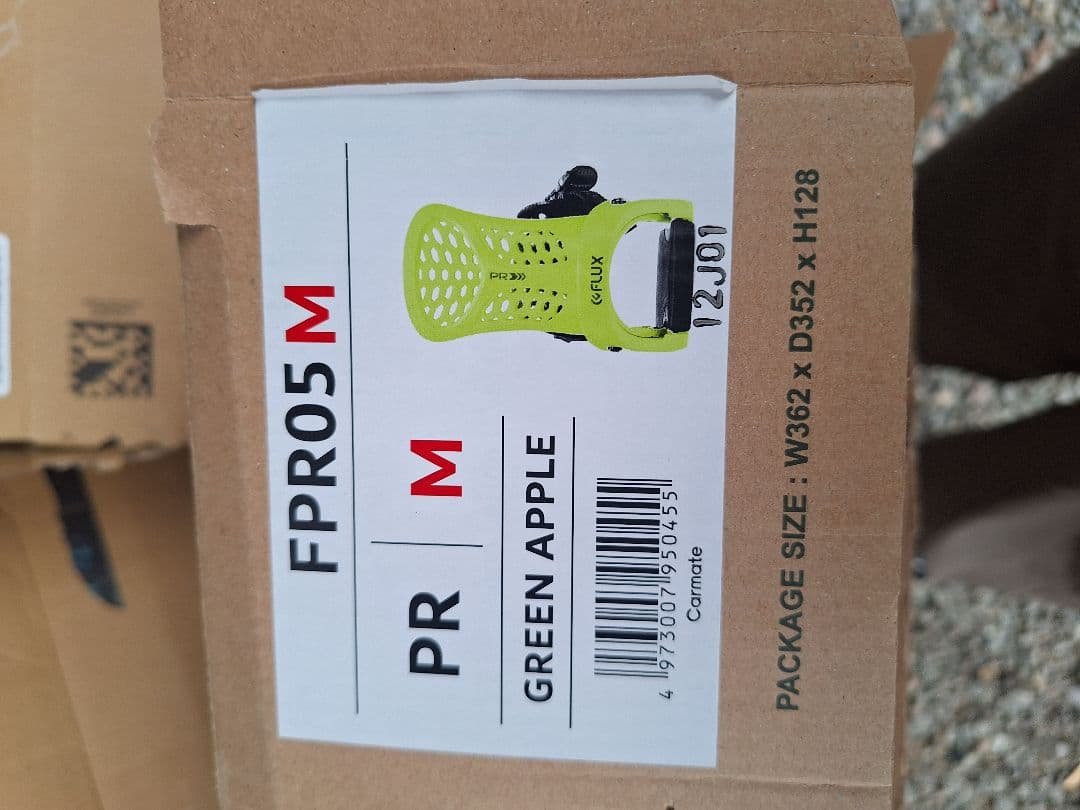 FPR05 M
PR M
GREEN APPLE
PR
FLUX
12J01
4 973007 950455
Carmate
PACKAGE SIZE : W362 x D352 x H128